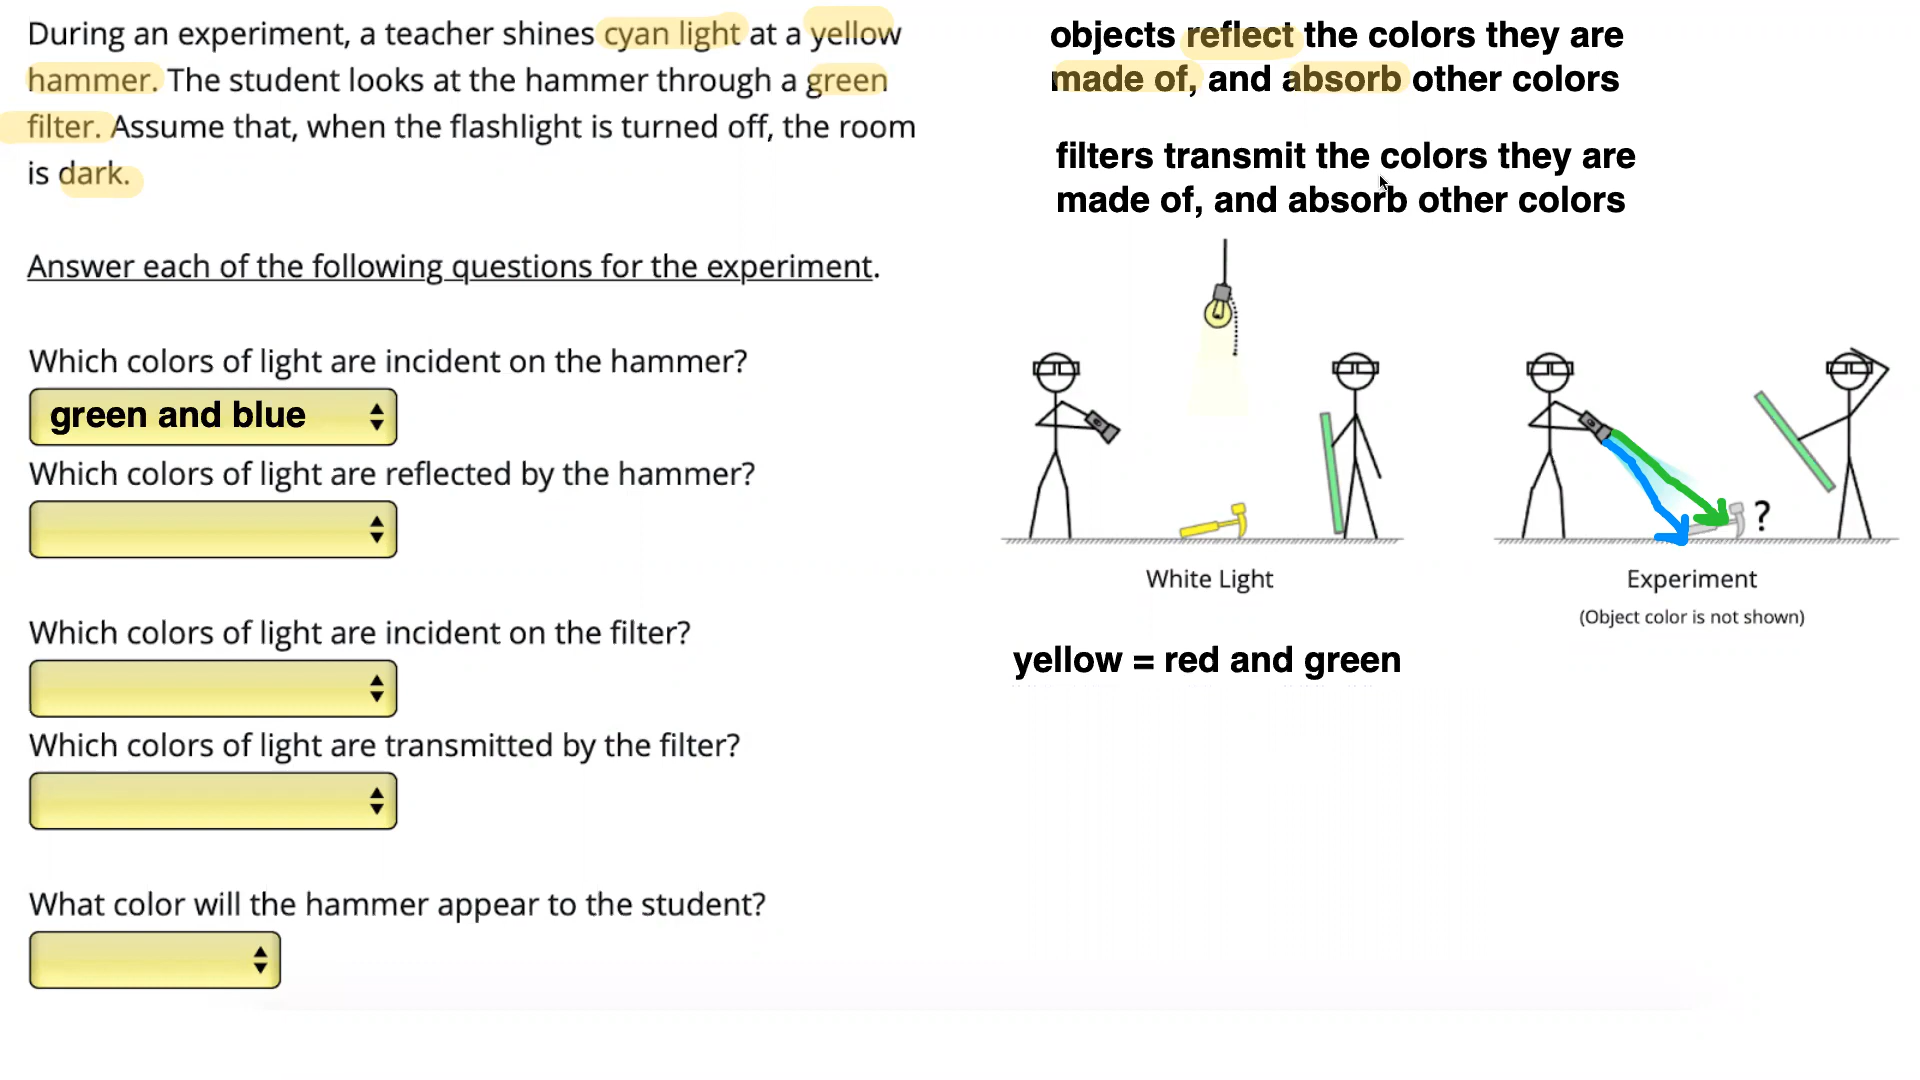 During an experiment, a teacher shines cyan light at a yellow
hammer. The student looks at the hammer through a green
filter. Assume that, when the flashlight is turned off, the room
is dark.
Answer each of the following questions for the experiment.
Which colors of light are incident on the hammer?
green and blue
Which colors of light are reflected by the hammer?
Which colors of light are incident on the filter?
Which colors of light are transmitted by the filter?
What color will the hammer appear to the student?
objects reflect the colors they are
made of, and absorb other colors
filters transmit the colors they are
made of, and absorb other colors
?
White Light
Experiment
(Object color is not shown)
yellow = red and green